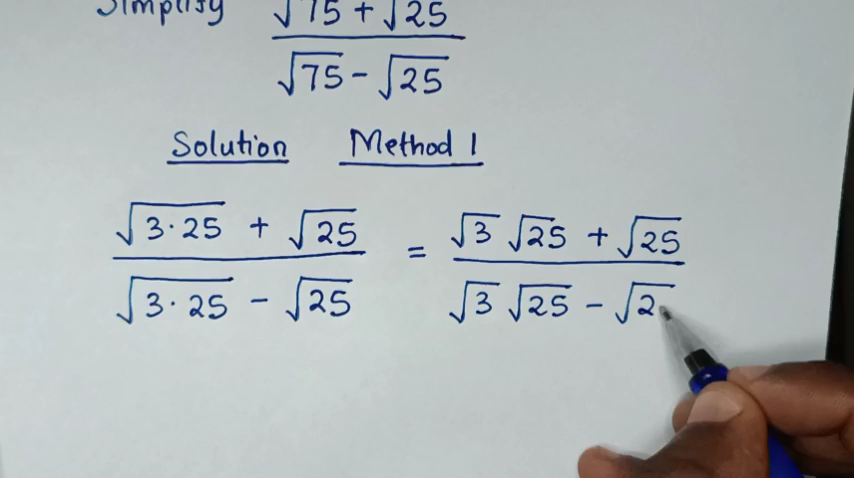 Simplify √75 + √25
√75 - √25
Solution Method 1
√3·25 + √25 = √3 √25 + √25
√3·25 - √25 √3 √25 - √2